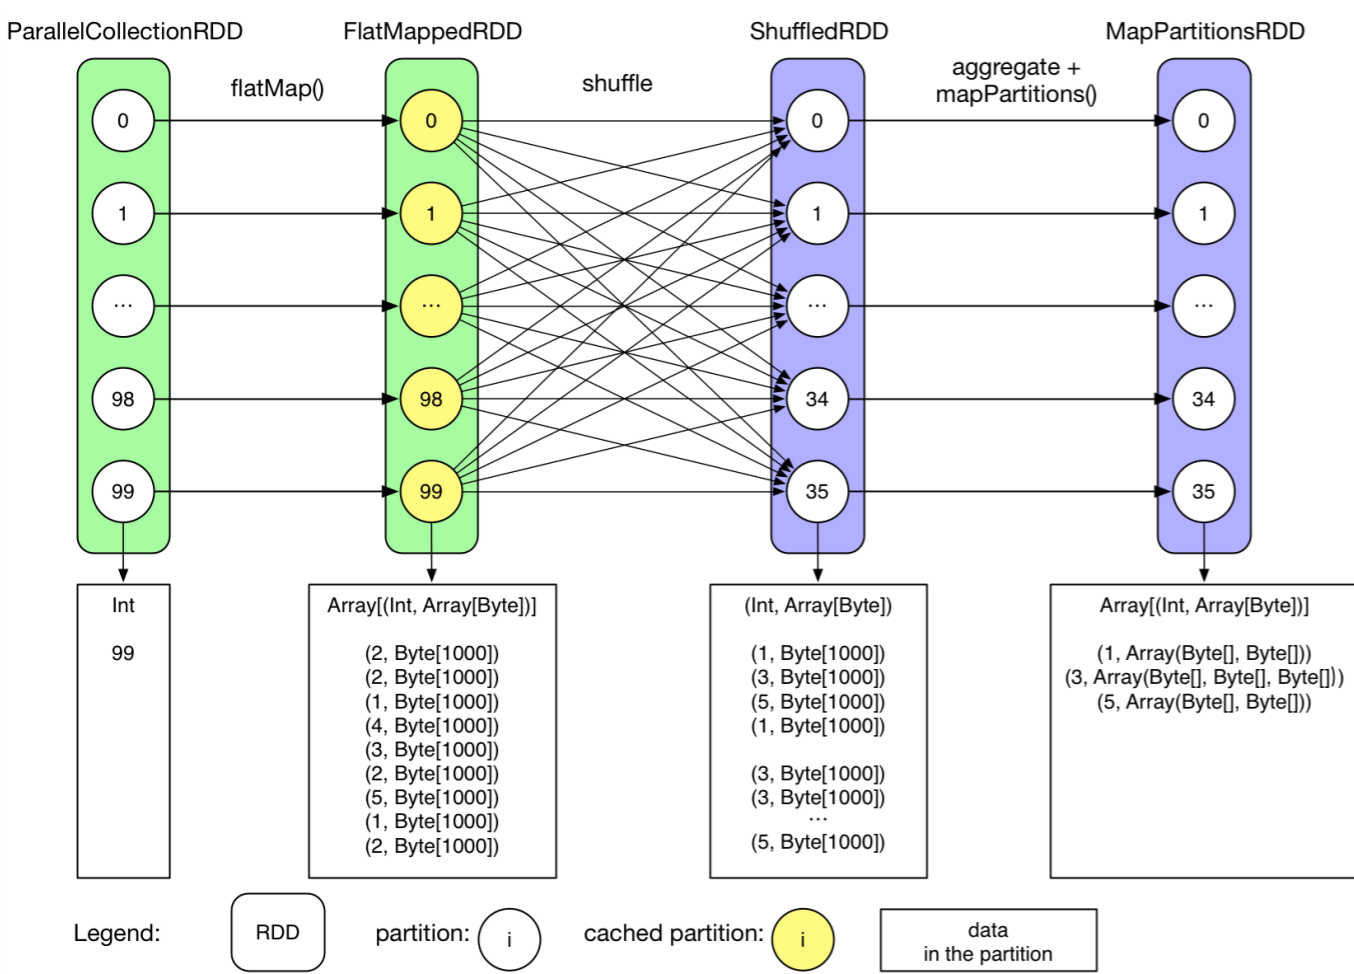 ParallelCollectionRDD
FlatMappedRDD
ShuffledRDD
MapPartitionsRDD
flatMap()
shuffle
aggregate +
mapPartitions()
0
0
0
0
1
1
1
1
...
...
...
...
98
98
34
34
99
99
35
35
Int
99
Array[(Int, Array[Byte])]
(2, Byte[1000])
(2, Byte[1000])
(1, Byte[1000])
(4, Byte[1000])
(3, Byte[1000])
(2, Byte[1000])
(5, Byte[1000])
(1, Byte[1000])
(2, Byte[1000])
(Int, Array[Byte])
(1, Byte[1000])
(3, Byte[1000])
(5, Byte[1000])
(1, Byte[1000])
(3, Byte[1000])
(3, Byte[1000])
...
(5, Byte[1000])
Array[(Int, Array[Byte])]
(1, Array(Byte[], Byte[]))
(3, Array(Byte[], Byte[], Byte[]))
(5, Array(Byte[], Byte[]))
Legend:
RDD
partition:
i
cached partition:
i
data
in the partition